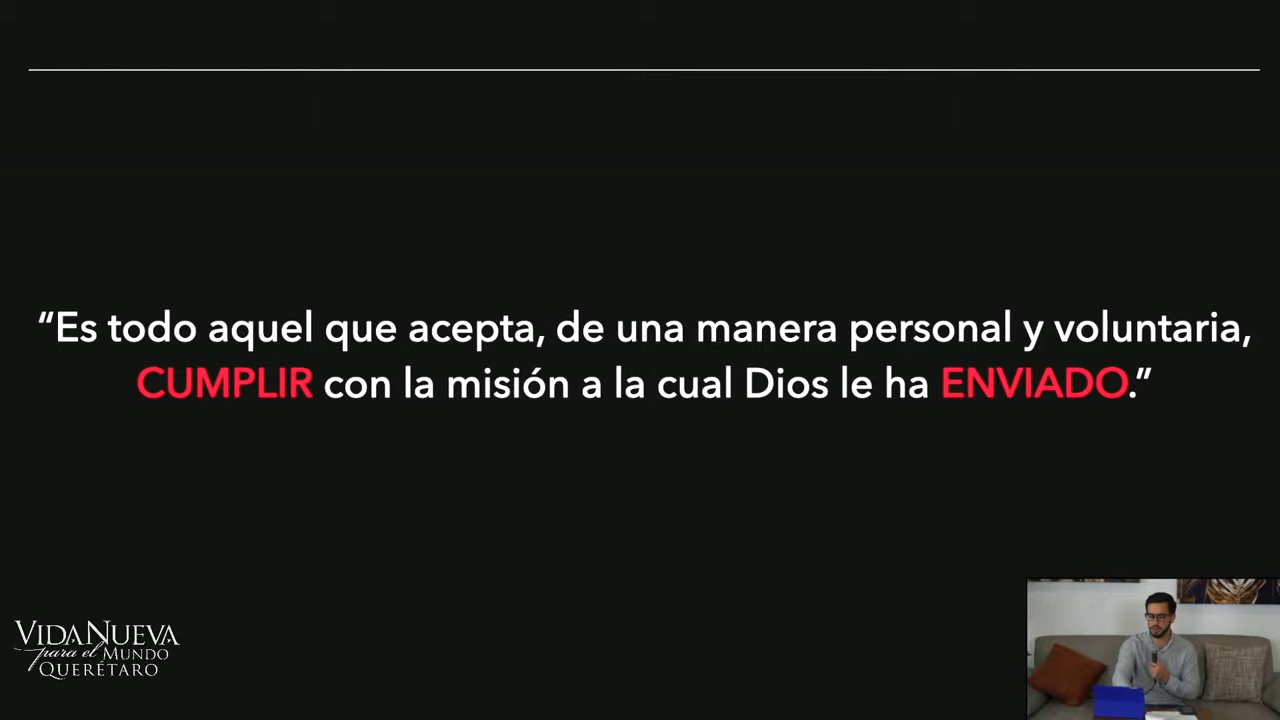 “Es todo aquel que acepta, de una manera personal y voluntaria,
CUMPLIR con la misión a la cual Dios le ha ENVIADO.”
VIDA NUEVA
para el MUNDO
QUERÉTARO